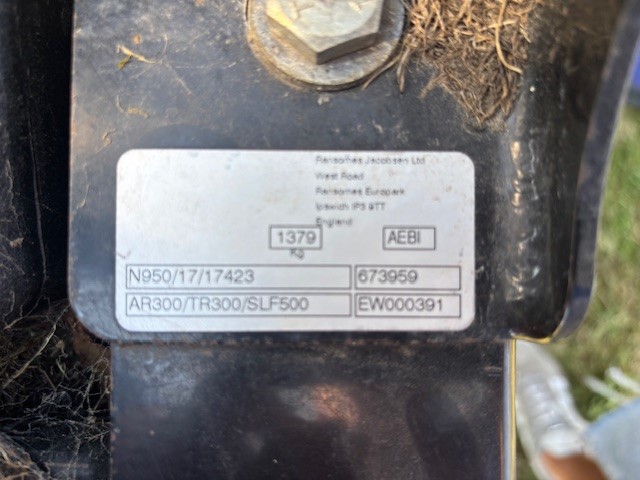 Ransomes Jacobsen Ltd
West Road
Ransomes Europark
Ipswich IP3 9TT
England
1379 AEBI
Kg
N950/17/17423 673959
AR300/TR300/SLF500 EW000391